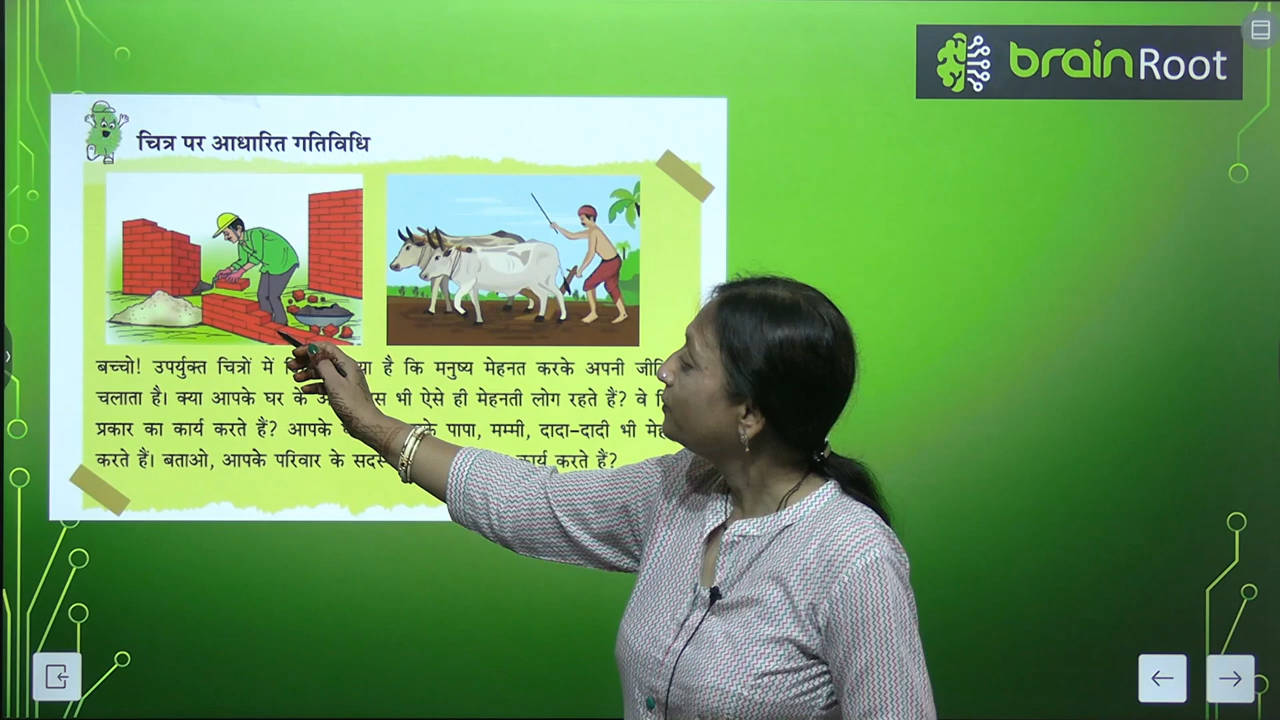 brainRoot
चित्र पर आधारित गतिविधि
बच्चो! उपर्युक्त चित्रों में है कि मनुष्य मेहनत करके अपनी
चलाता है। क्या आपके घर के भी ऐसे ही मेहनती लोग रहते हैं? वे
प्रकार का कार्य करते हैं? आपके पापा, मम्मी, दादा-दादी भी
करते हैं। बताओ, आपके परिवार के कार्य करते हैं?